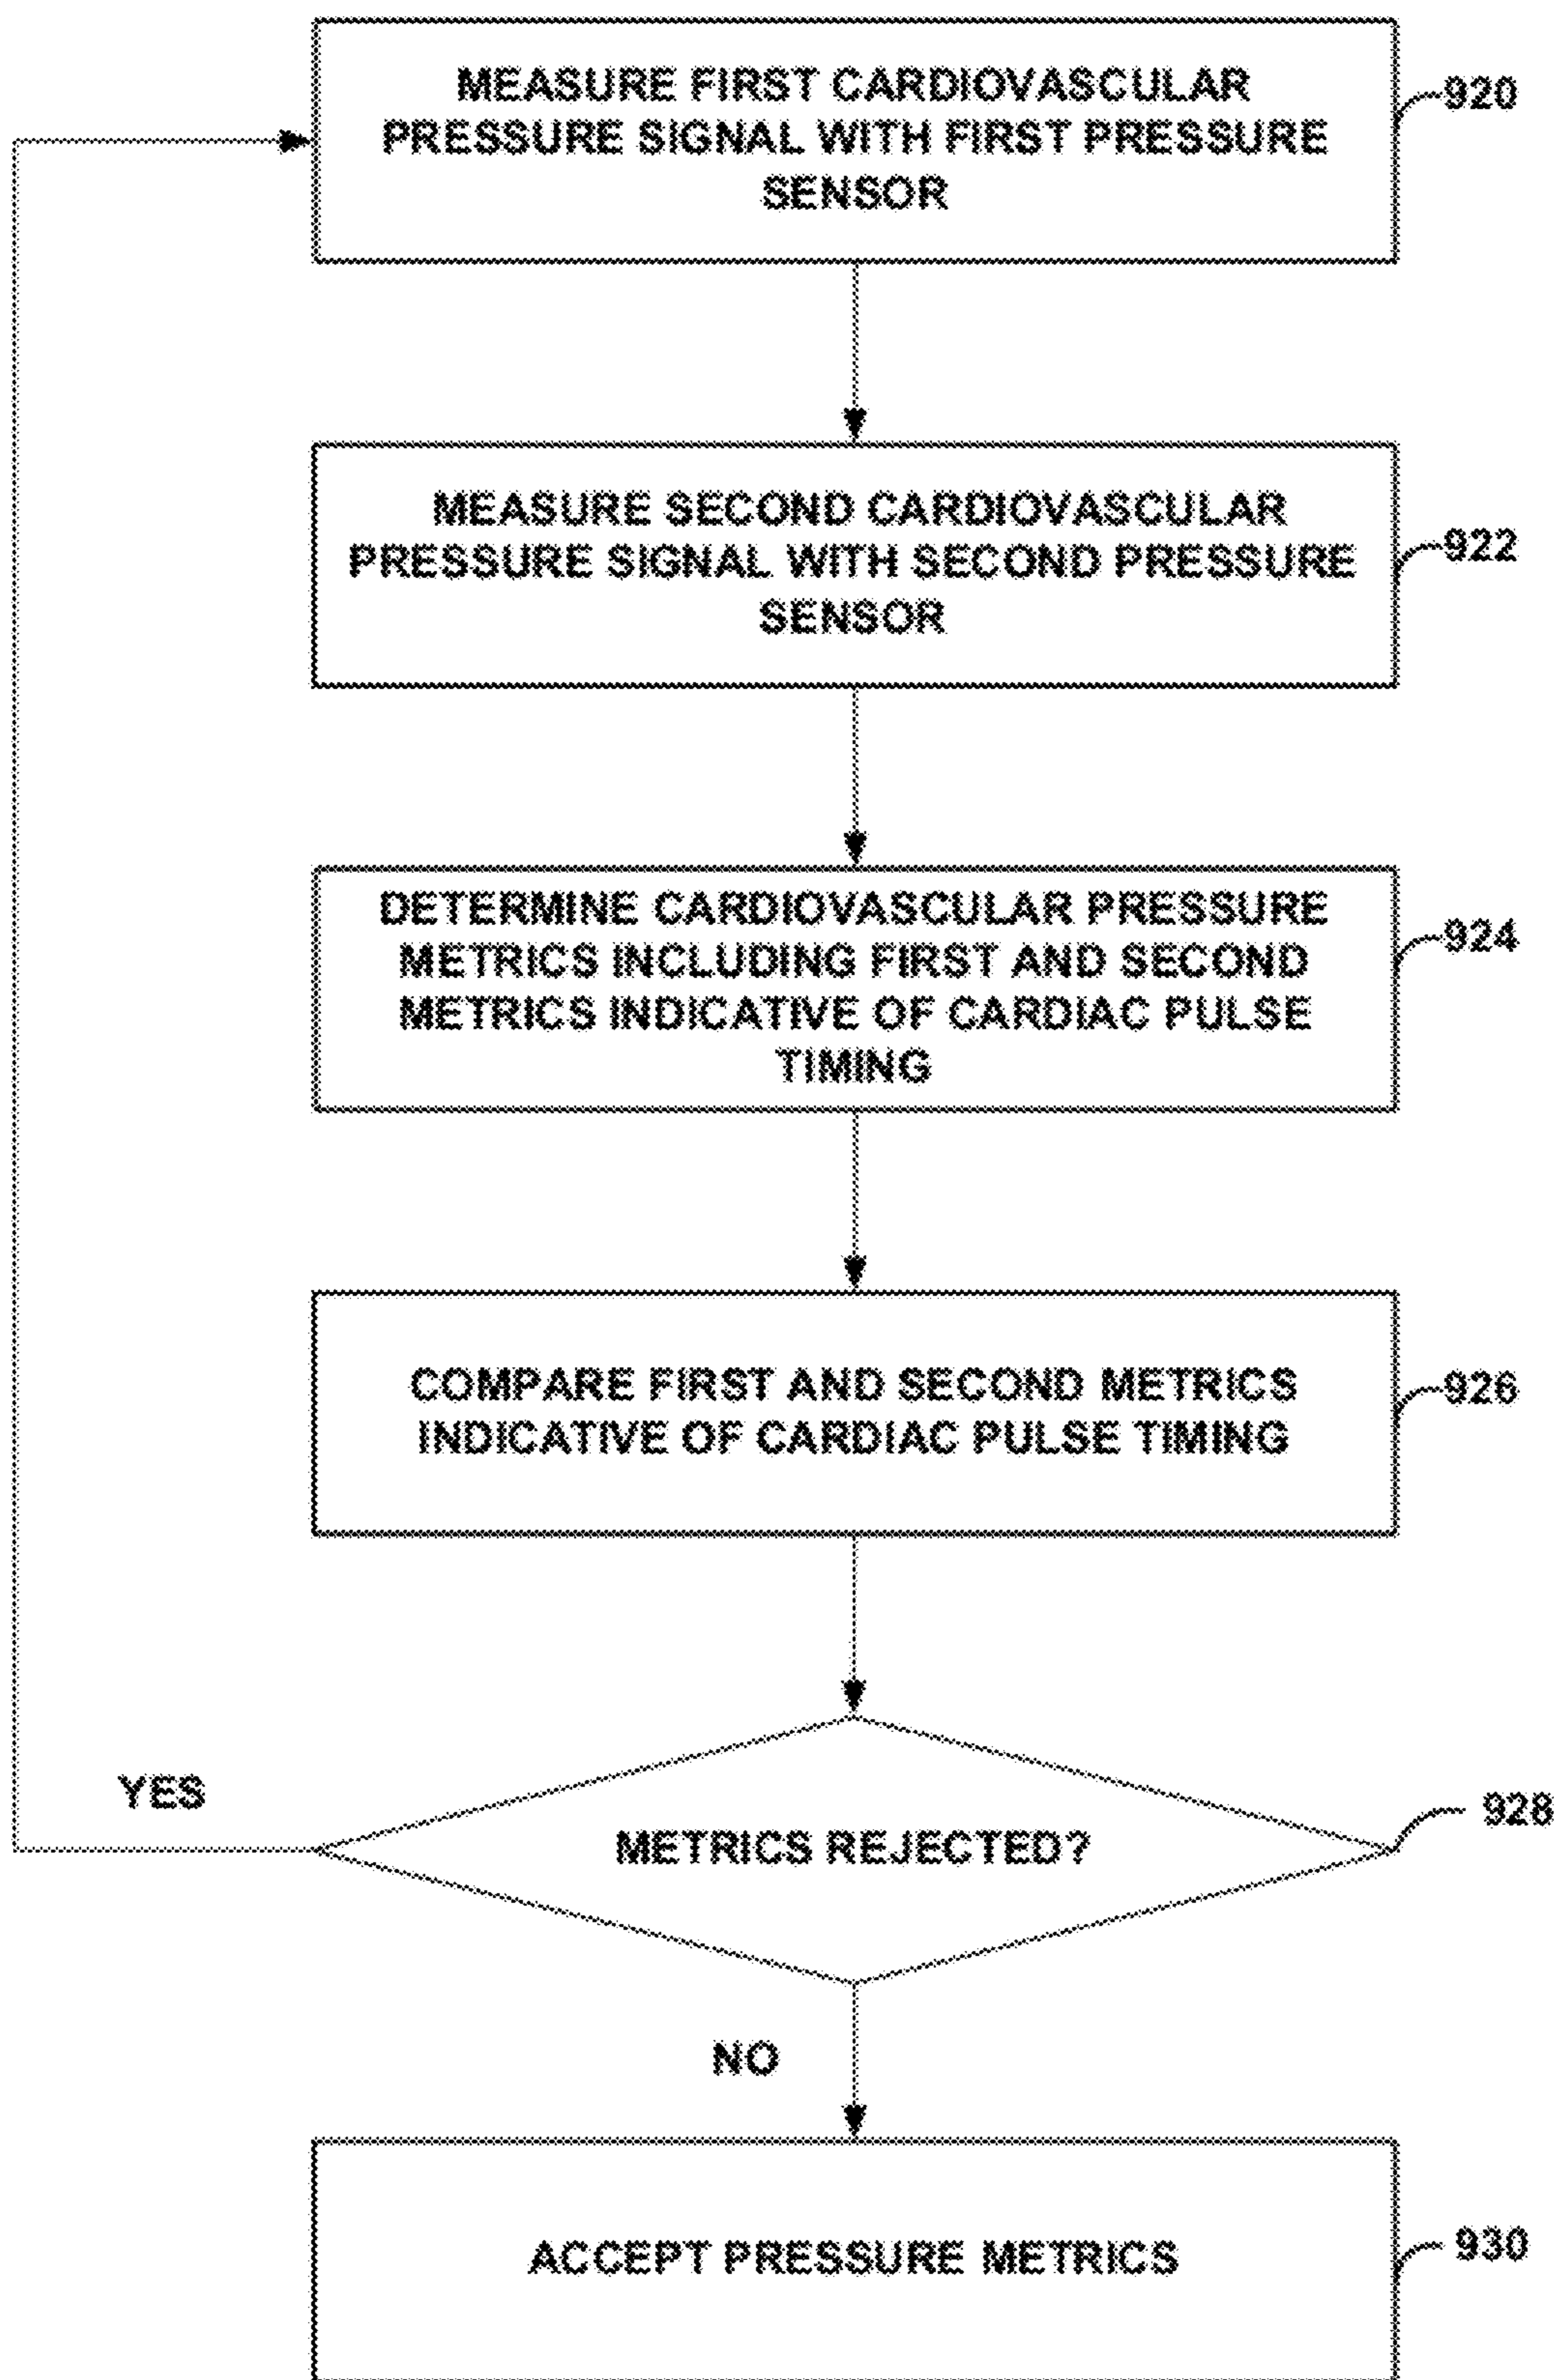 MEASURE FIRST CARDIOVASCULAR
PRESSURE SIGNAL WITH FIRST PRESSURE
SENSOR
920
MEASURE SECOND CARDIOVASCULAR
PRESSURE SIGNAL WITH SECOND PRESSURE
SENSOR
922
DETERMINE CARDIOVASCULAR PRESSURE
METRICS INCLUDING FIRST AND SECOND
METRICS INDICATIVE OF CARDIAC PULSE
TIMING
924
COMPARE FIRST AND SECOND METRICS
INDICATIVE OF CARDIAC PULSE TIMING
926
YES
METRICS REJECTED?
928
NO
ACCEPT PRESSURE METRICS
930